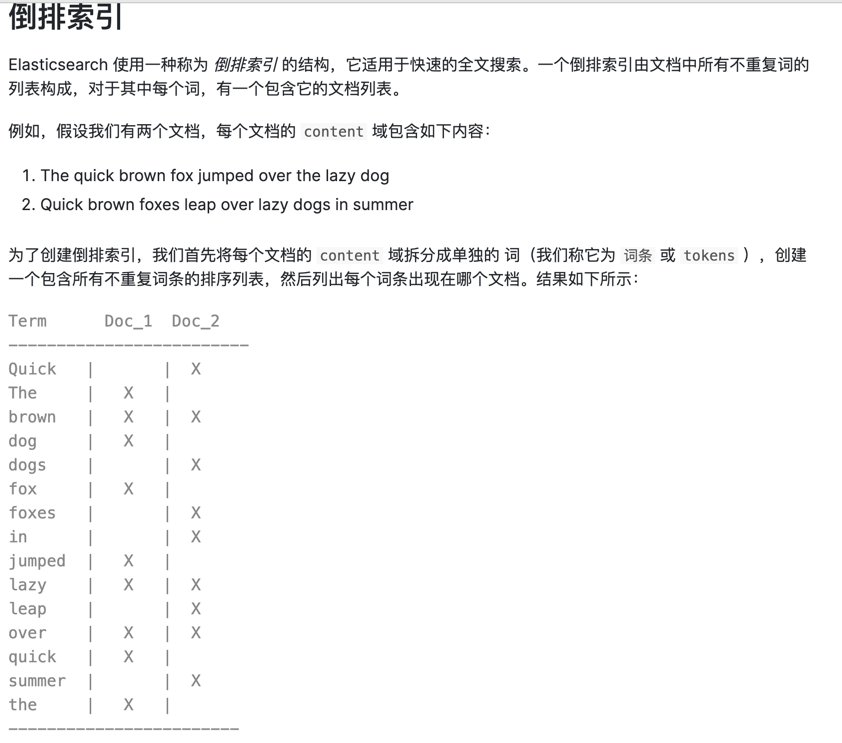 倒排索引
Elasticsearch 使用一种称为 倒排索引 的结构，它适用于快速的全文搜索。一个倒排索引由文档中所有不重复词的
列表构成，对于其中每个词，有一个包含它的文档列表。
例如，假设我们有两个文档，每个文档的 content 域包含如下内容：
1. The quick brown fox jumped over the lazy dog
2. Quick brown foxes leap over lazy dogs in summer
为了创建倒排索引，我们首先将每个文档的 content 域拆分成单独的 词（我们称它为 词条 或 tokens ），创建
一个包含所有不重复词条的排序列表，然后列出每个词条出现在哪个文档。结果如下所示：
Term      Doc_1  Doc_2
-------------------------
Quick   |       |  X
The     |   X   |
brown   |   X   |  X
dog     |   X   |
dogs    |       |  X
fox     |   X   |
foxes   |       |  X
in      |       |  X
jumped  |   X   |
lazy    |   X   |  X
leap    |       |  X
over    |   X   |  X
quick   |   X   |
summer  |       |  X
the     |   X   |
------------------------